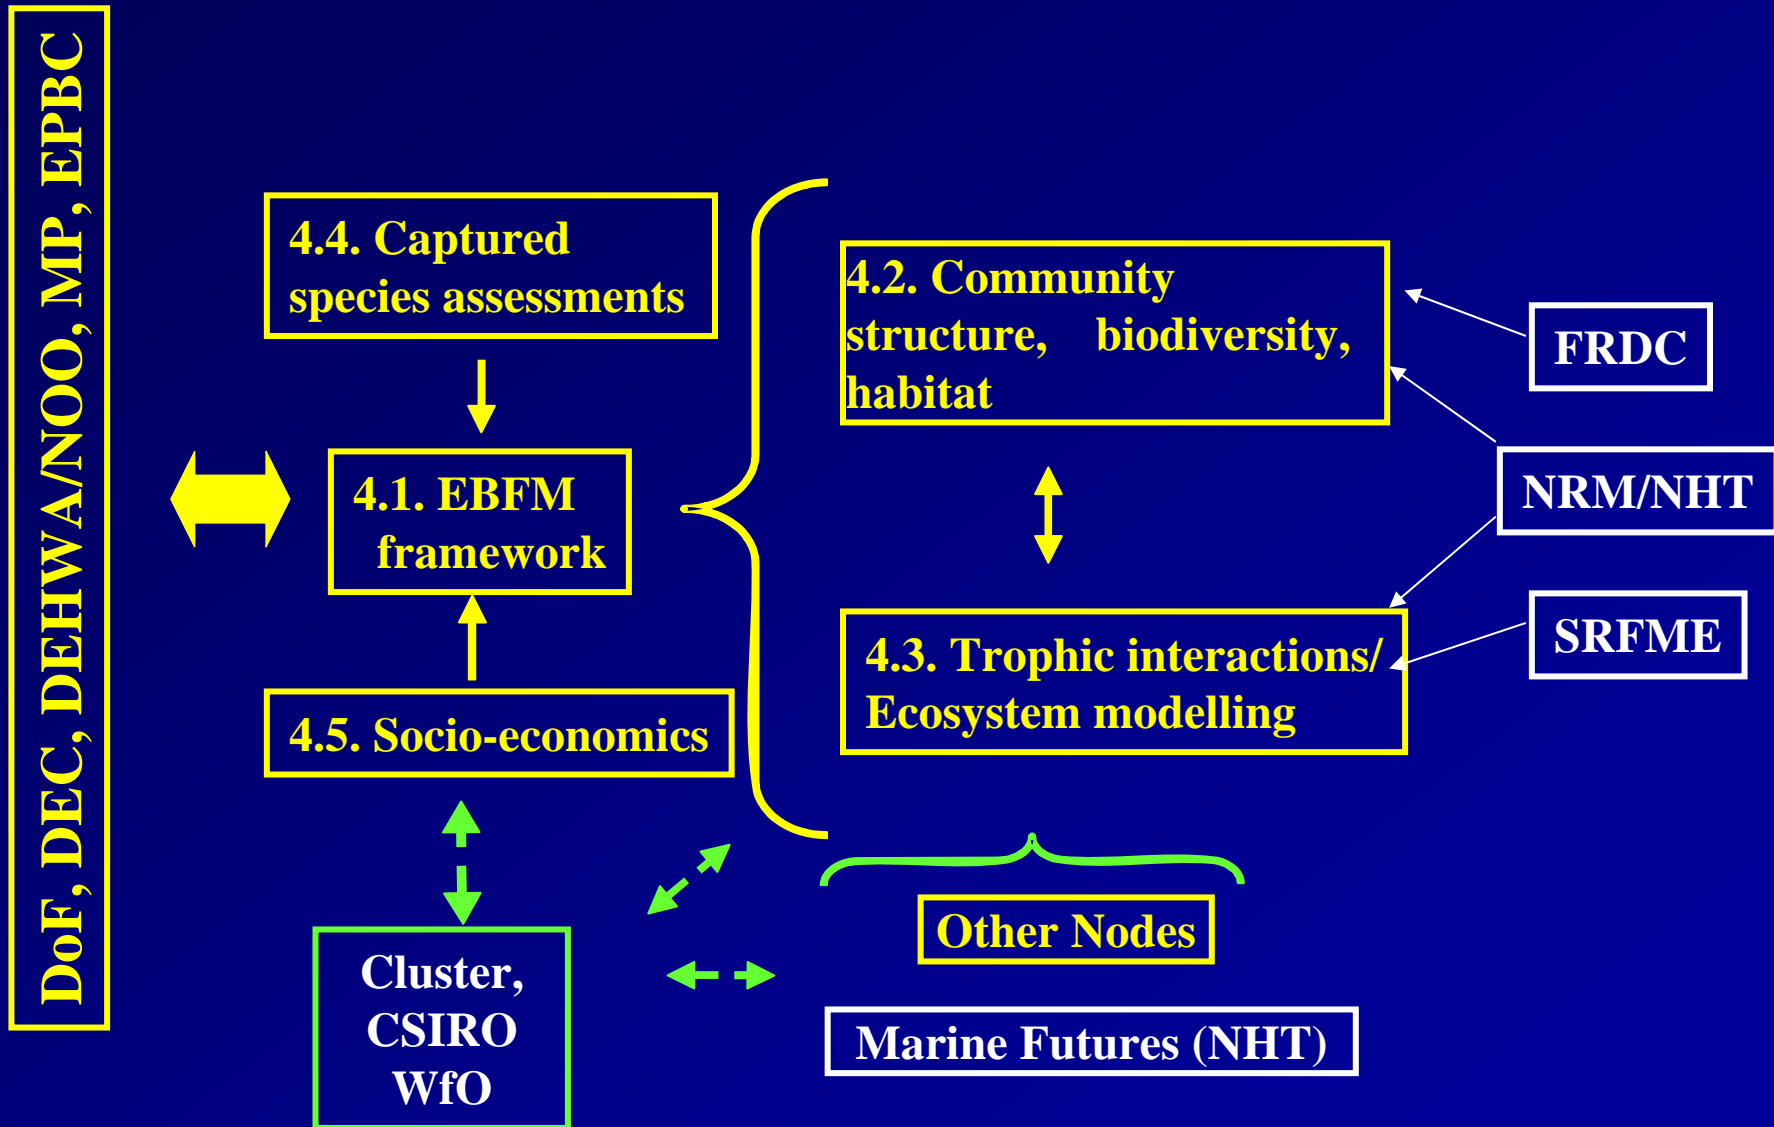 DoF, DEC, DEHWA/NOO, MP, EPBC
4.4. Captured
species assessments
4.1. EBFM
framework
4.5. Socio-economics
Cluster,
CSIRO
WfO
4.2. Community
structure, biodiversity,
habitat
4.3. Trophic interactions/
Ecosystem modelling
Other Nodes
Marine Futures (NHT)
FRDC
NRM/NHT
SRFME